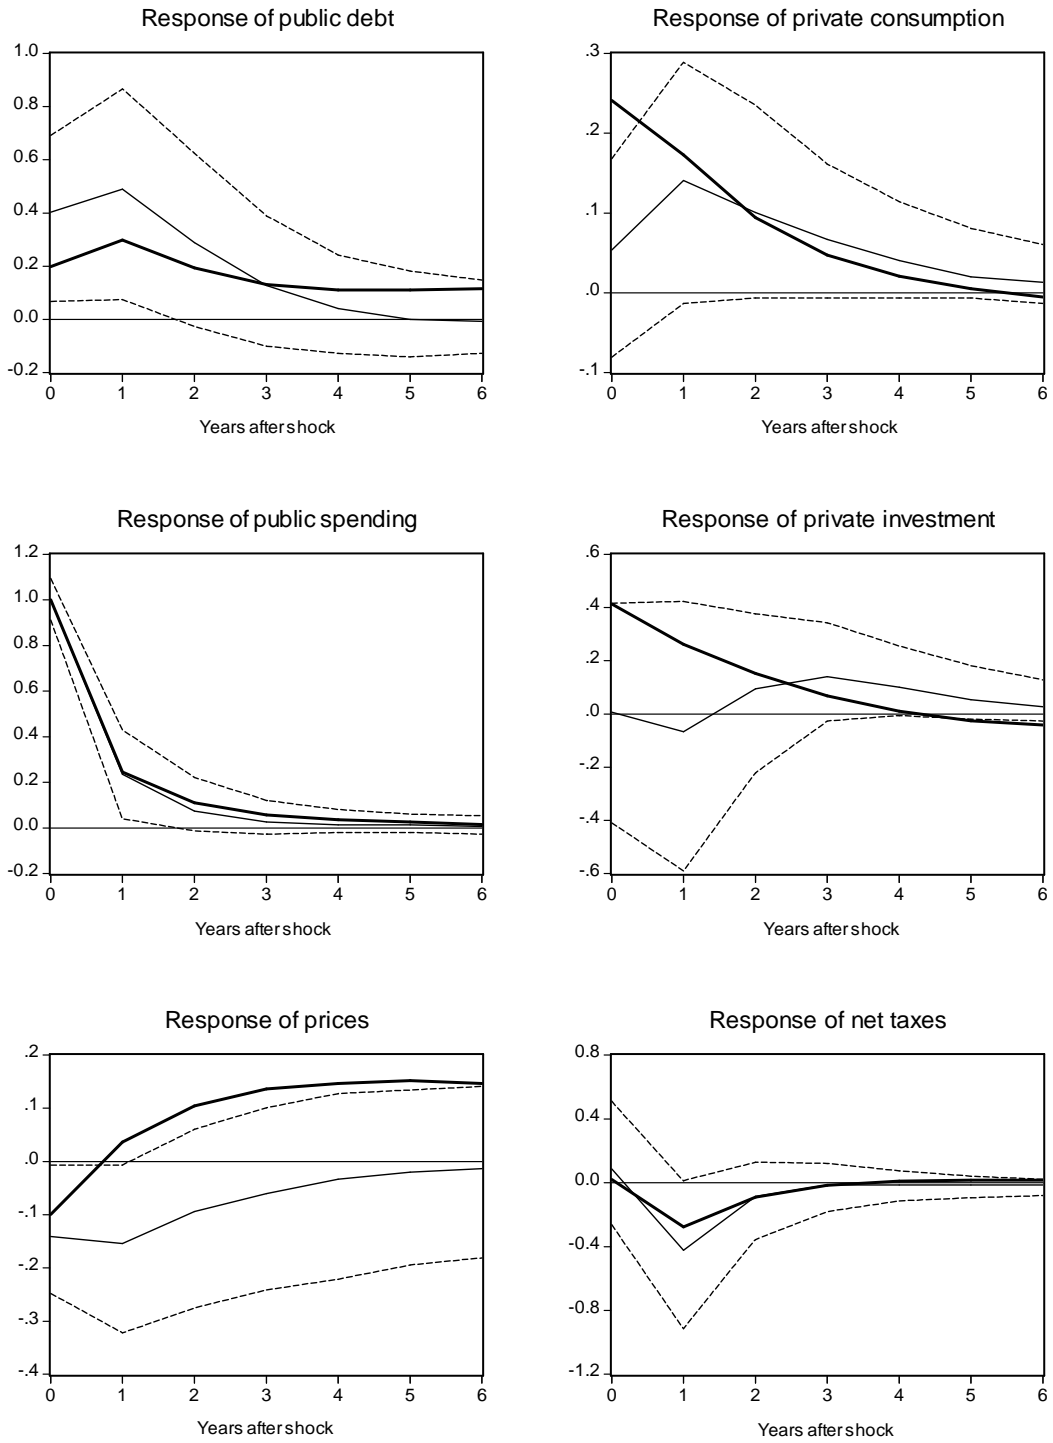 Response of public debt
1.0
0.8
0.6
0.4
0.2
0.0
-0.2
0 1 2 3 4 5 6
Years after shock
Response of private consumption
.3
.2
.1
.0
-.1
0 1 2 3 4 5 6
Years after shock
Response of public spending
1.2
1.0
0.8
0.6
0.4
0.2
0.0
-0.2
0 1 2 3 4 5 6
Years after shock
Response of private investment
.6
.4
.2
.0
-.2
-.4
-.6
0 1 2 3 4 5 6
Years after shock
Response of prices
.2
.1
.0
-.1
-.2
-.3
-.4
0 1 2 3 4 5 6
Years after shock
Response of net taxes
0.8
0.4
0.0
-0.4
-0.8
-1.2
0 1 2 3 4 5 6
Years after shock